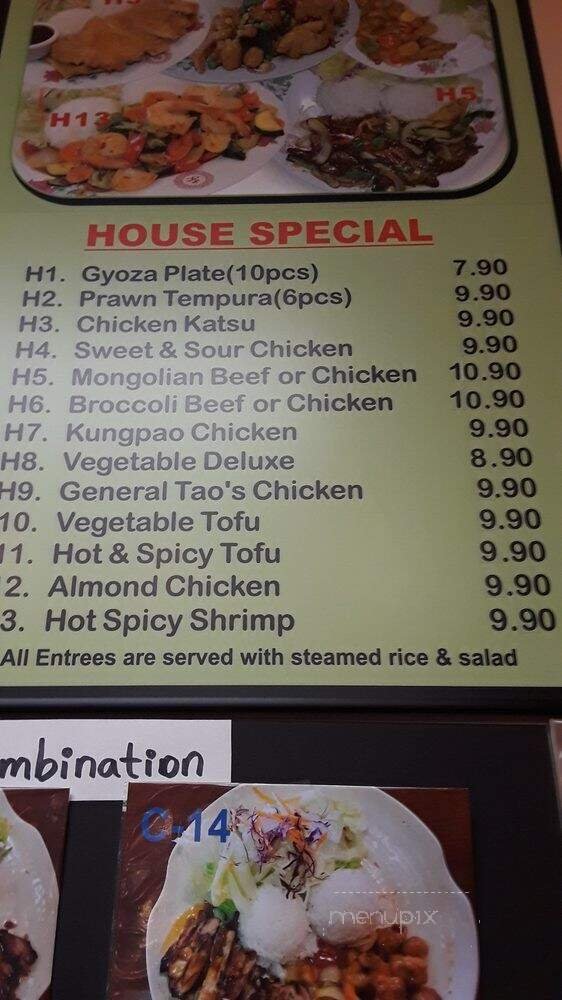 H13
H5
HOUSE SPECIAL
H1. Gyoza Plate(10pcs) 7.90
H2. Prawn Tempura(6pcs) 9.90
H3. Chicken Katsu 9.90
H4. Sweet & Sour Chicken 9.90
H5. Mongolian Beef or Chicken 10.90
H6. Broccoli Beef or Chicken 10.90
H7. Kungpao Chicken 9.90
H8. Vegetable Deluxe 8.90
H9. General Tao's Chicken 9.90
10. Vegetable Tofu 9.90
11. Hot & Spicy Tofu 9.90
2. Almond Chicken 9.90
3. Hot Spicy Shrimp 9.90
All Entrees are served with steamed rice & salad
mbination
C-14
menupix